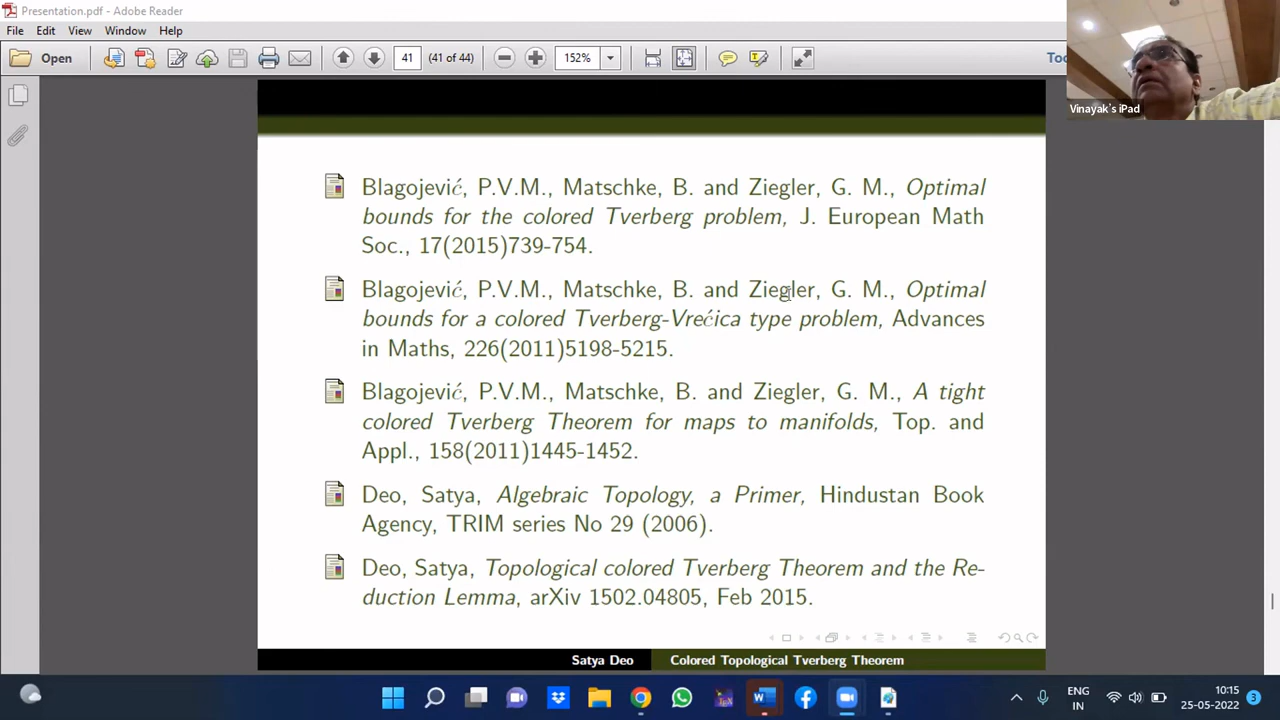 Presentation.pdf - Adobe Reader
File Edit View Window Help
Open 41 (41 of 44) 152% Too
Vinayak's iPad
Blagojević, P.V.M., Matschke, B. and Ziegler, G. M., Optimal
bounds for the colored Tverberg problem, J. European Math
Soc., 17(2015)739-754.
Blagojević, P.V.M., Matschke, B. and Ziegler, G. M., Optimal
bounds for a colored Tverberg-Vrećica type problem, Advances
in Maths, 226(2011)5198-5215.
Blagojević, P.V.M., Matschke, B. and Ziegler, G. M., A tight
colored Tverberg Theorem for maps to manifolds, Top. and
Appl., 158(2011)1445-1452.
Deo, Satya, Algebraic Topology, a Primer, Hindustan Book
Agency, TRIM series No 29 (2006).
Deo, Satya, Topological colored Tverberg Theorem and the Re-
duction Lemma, arXiv 1502.04805, Feb 2015.
Satya Deo Colored Topological Tverberg Theorem
ENG 10:15
IN 25-05-2022 3